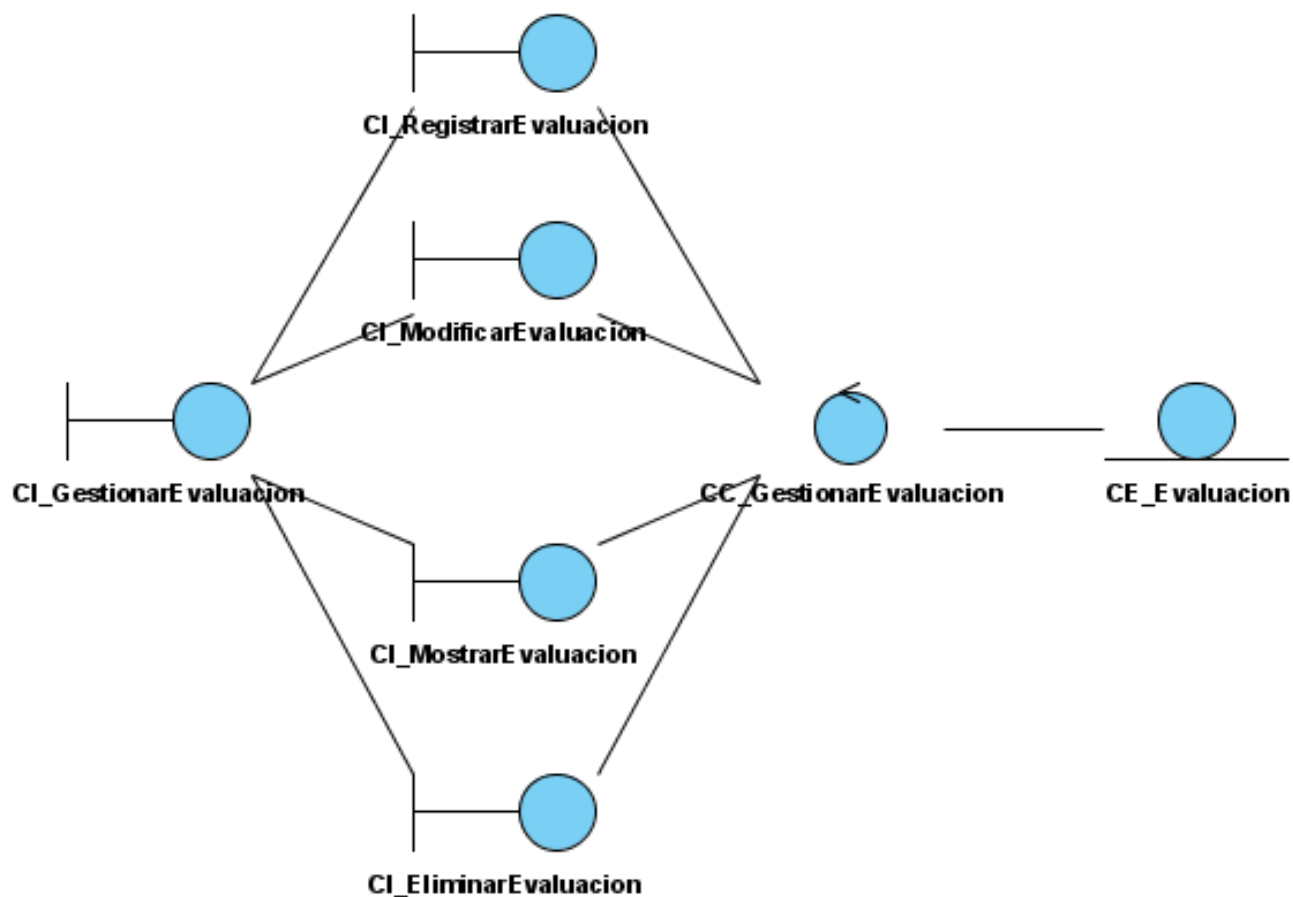 CI_RegistrarEvaluacion
CI_ModificarEvaluacion
CI_GestionarEvaluacion
CC_GestionarEvaluacion
CE_Evaluacion
CI_MostrarEvaluacion
CI_EliminarEvaluacion